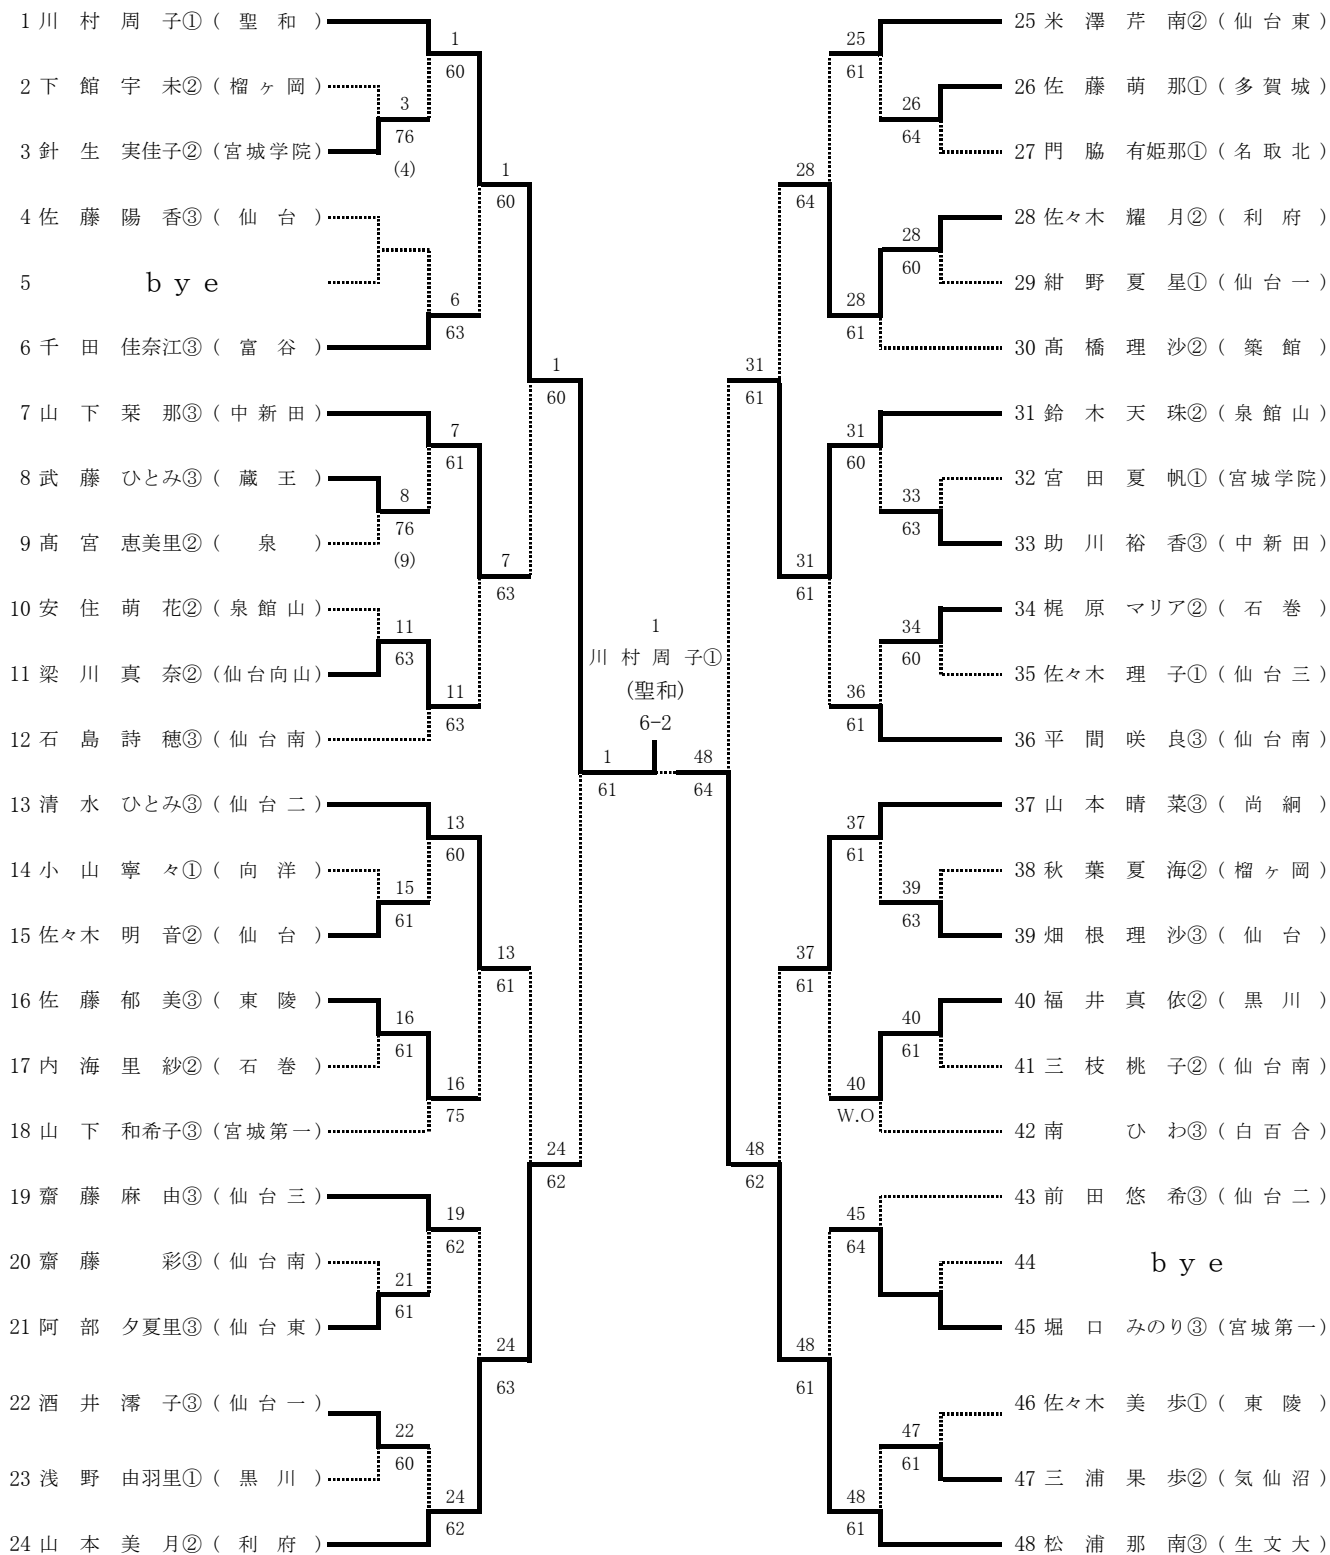 1 川 村 周 子① ( 聖 和 )
2 下 館 宇 未② ( 榴 ヶ 岡 )
3 針 生 実佳子② (宮城学院)
4 佐 藤 陽 香③ ( 仙 台 )
5 ｂｙｅ
6 千 田 佳奈江③ ( 富 谷 )
7 山 下 栞 那③ ( 中 新 田 )
8 武 藤 ひとみ③ ( 蔵 王 )
9 髙 宮 恵美里② ( 泉 )
10 安 住 萌 花② ( 泉 館 山 )
11 梁 川 真 奈② (仙台向山)
12 石 島 詩 穂③ ( 仙 台 南 )
13 清 水 ひとみ③ ( 仙 台 二 )
14 小 山 寧 々① ( 向 洋 )
15 佐々木 明 音② ( 仙 台 )
16 佐 藤 郁 美③ ( 東 陵 )
17 内 海 里 紗② ( 石 巻 )
18 山 下 和希子③ (宮城第一)
19 齋 藤 麻 由③ ( 仙 台 三 )
20 齋 藤 彩③ ( 仙 台 南 )
21 阿 部 夕夏里③ ( 仙 台 東 )
22 酒 井 澪 子③ ( 仙 台 一 )
23 浅 野 由羽里① ( 黒 川 )
24 山 本 美 月② ( 利 府 )
3
76
(4)
8
76
(9)
11
63
15
61
16
61
21
61
22
60
1
60
6
63
7
61
11
63
13
60
16
75
19
62
24
62
1
60
7
63
13
61
24
63
1
60
24
62
1
61
1
川 村 周 子①
(聖和)
6-2
48
64
31
61
48
62
28
64
31
61
37
61
48
61
25
61
28
61
31
60
36
61
37
61
40
W.O
45
64
48
61
26
64
28
60
33
63
34
60
39
63
40
61
47
61
25 米 澤 芹 南② ( 仙 台 東 )
26 佐 藤 萌 那① ( 多 賀 城 )
27 門 脇 有姫那① ( 名 取 北 )
28 佐々木 耀 月② ( 利 府 )
29 紺 野 夏 星① ( 仙 台 一 )
30 髙 橋 理 沙② ( 築 館 )
31 鈴 木 天 珠② ( 泉 館 山 )
32 宮 田 夏 帆① (宮城学院)
33 助 川 裕 香③ ( 中 新 田 )
34 梶 原 マリア② ( 石 巻 )
35 佐々木 理 子① ( 仙 台 三 )
36 平 間 咲 良③ ( 仙 台 南 )
37 山 本 晴 菜③ ( 尚 絅 )
38 秋 葉 夏 海② ( 榴 ヶ 岡 )
39 畑 根 理 沙③ ( 仙 台 )
40 福 井 真 依② ( 黒 川 )
41 三 枝 桃 子② ( 仙 台 南 )
42 南 ひ わ③ ( 白 百 合 )
43 前 田 悠 希③ ( 仙 台 二 )
44 ｂｙｅ
45 堀 口 みのり③ (宮城第一)
46 佐々木 美 歩① ( 東 陵 )
47 三 浦 果 歩② ( 気 仙 沼 )
48 松 浦 那 南③ ( 生 文 大 )